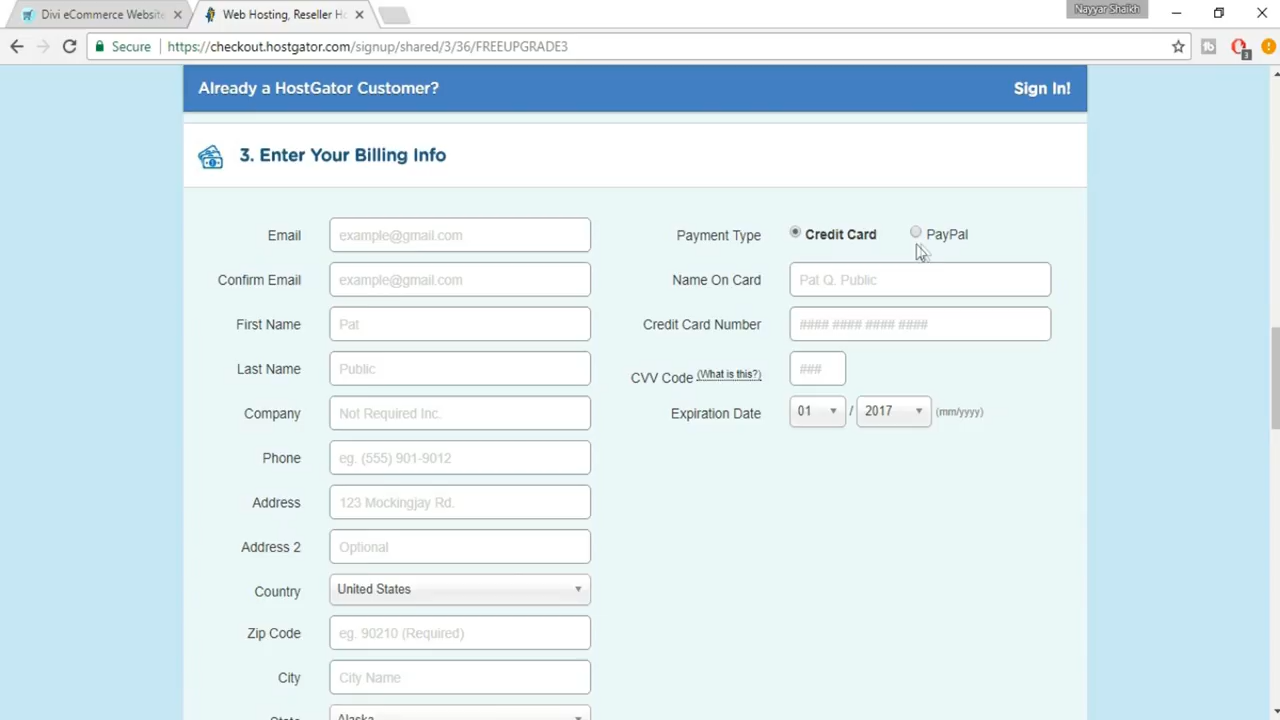 Divi eCommerce Website
Web Hosting, Reseller Ho
Nayyar Shaikh
Secure
https://checkout.hostgator.com/signup/shared/3/36/FREEUPGRADE3
3
Already a HostGator Customer?
Sign In!
3. Enter Your Billing Info
Email
example@gmail.com
Payment Type
Credit Card
PayPal
Confirm Email
example@gmail.com
Name On Card
Pat Q. Public
First Name
Pat
Credit Card Number
#### #### #### ####
Last Name
Public
CVV Code (What is this?)
###
Company
Not Required Inc.
Expiration Date
01 / 2017 (mm/yyyy)
Phone
eg. (555) 901-9012
Address
123 Mockingjay Rd.
Address 2
Optional
Country
United States
Zip Code
eg. 90210 (Required)
City
City Name
State
Alaska